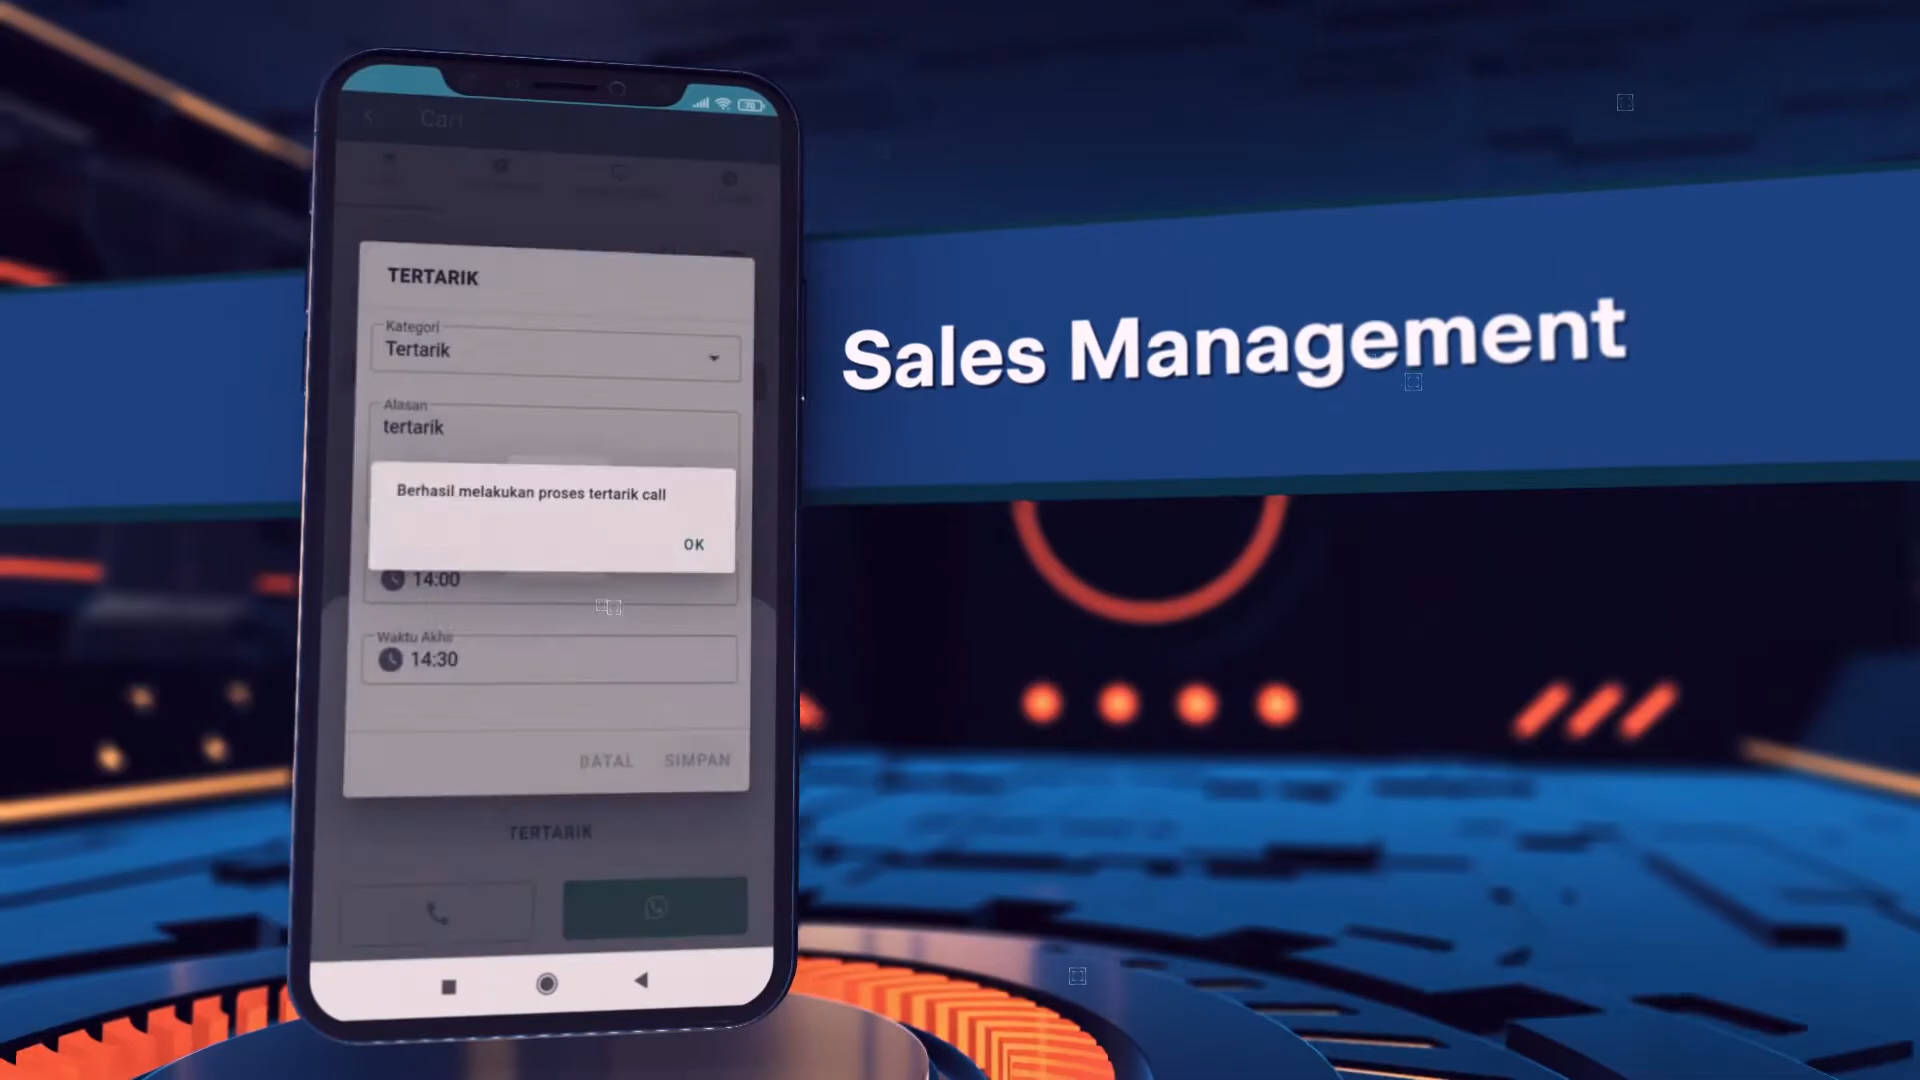 Cart
TERTARIK
Kategori
Tertarik
Alasan
tertarik
Berhasil melakukan proses tertarik call
OK
14:00
Waktu Akhir
14:30
BATAL SIMPAN
TERTARIK
Sales Management